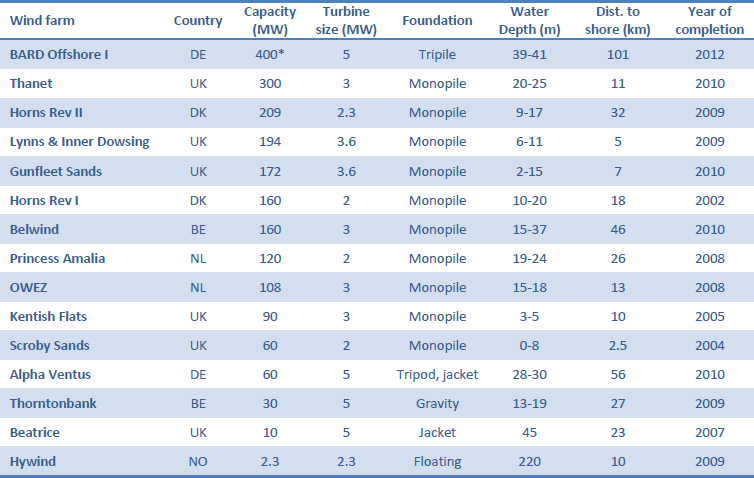 Wind farm Country Capacity (MW) Turbine size (MW) Foundation Water Depth (m) Dist. to shore (km) Year of completion
BARD Offshore I DE 400* 5 Tripile 39-41 101 2012
Thanet UK 300 3 Monopile 20-25 11 2010
Horns Rev II DK 209 2.3 Monopile 9-17 32 2009
Lynns & Inner Dowsing UK 194 3.6 Monopile 6-11 5 2009
Gunfleet Sands UK 172 3.6 Monopile 2-15 7 2010
Horns Rev I DK 160 2 Monopile 10-20 18 2002
Belwind BE 160 3 Monopile 15-37 46 2010
Princess Amalia NL 120 2 Monopile 19-24 26 2008
OWEZ NL 108 3 Monopile 15-18 13 2008
Kentish Flats UK 90 3 Monopile 3-5 10 2005
Scroby Sands UK 60 2 Monopile 0-8 2.5 2004
Alpha Ventus DE 60 5 Tripod, jacket 28-30 56 2010
Thorntonbank BE 30 5 Gravity 13-19 27 2009
Beatrice UK 10 5 Jacket 45 23 2007
Hywind NO 2.3 2.3 Floating 220 10 2009